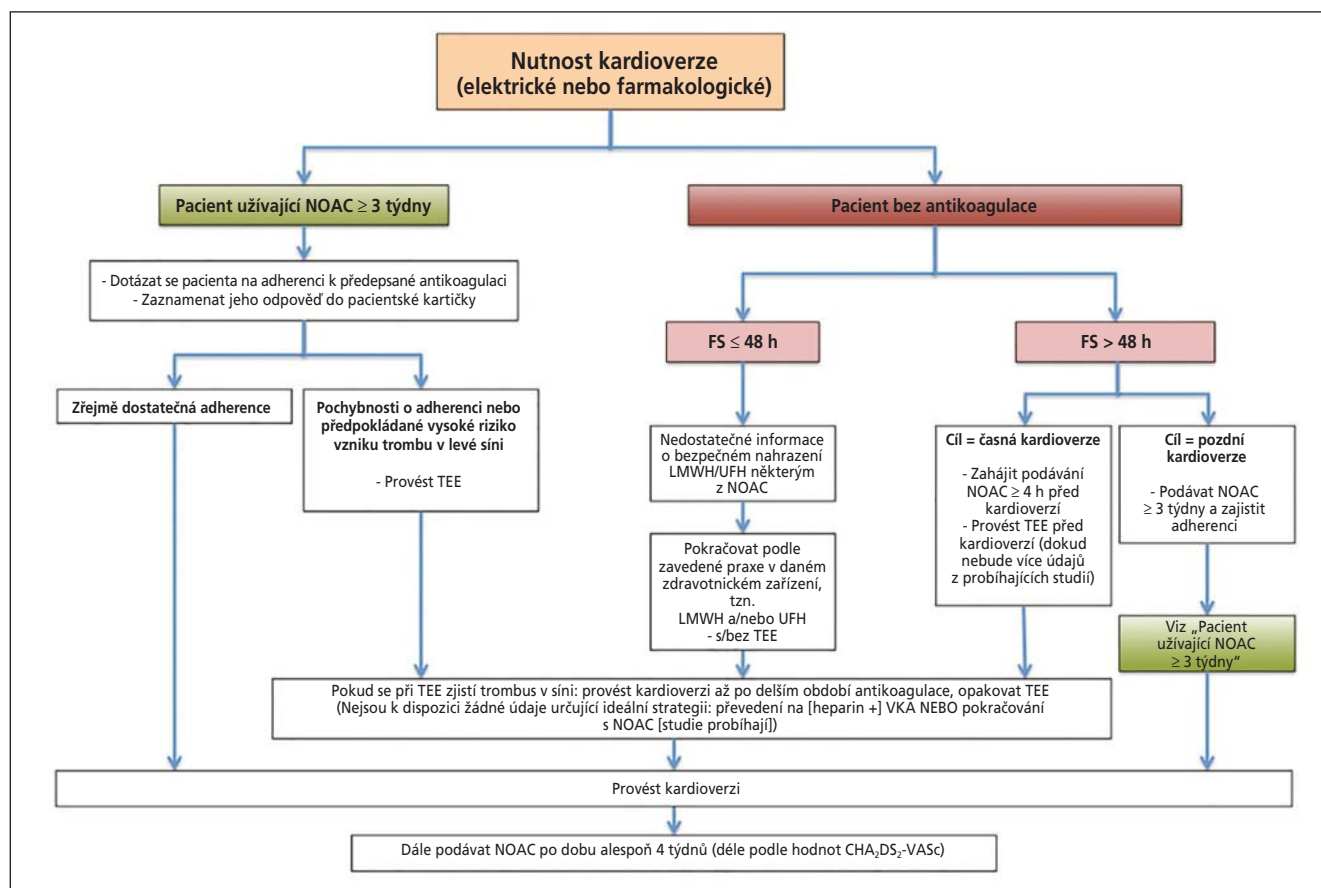 Nutnost kardioverze
(elektrické nebo farmakologické)
Pacient užívající NOAC ≥ 3 týdny
Pacient bez antikoagulace
- Dotázat se pacienta na adherenci k předepsané antikoagulaci
- Zaznamenat jeho odpověď do pacientské kartičky
FS ≤ 48 h
FS > 48 h
Zřejmě dostatečná adherence
Pochybnosti o adherenci nebo
předpokládané vysoké riziko
vzniku trombu v levé síni
- Provést TEE
Nedostatečné informace
o bezpečném nahrazení
LMWH/UFH některým
z NOAC
Cíl = časná kardioverze
- Zahájit podávání
NOAC ≥ 4 h před
kardioverzí
- Provést TEE před
kardioverzí (dokud
nebude více údajů
z probíhajících studií)
Cíl = pozdní
kardioverze
- Podávat NOAC
≥ 3 týdny a zajistit
adherenci
Pokračovat podle
zavedené praxe v daném
zdravotnickém zařízení,
tzn.
LMWH a/nebo UFH
- s/bez TEE
Viz „Pacient
užívající NOAC
≥ 3 týdny“
Pokud se při TEE zjistí trombus v síni: provést kardioverzi až po delším období antikoagulace, opakovat TEE
(Nejsou k dispozici žádné údaje určující ideální strategii: převedení na [heparin +] VKA NEBO pokračování
s NOAC [studie probíhají])
Provést kardioverzi
Dále podávat NOAC po dobu alespoň 4 týdnů (déle podle hodnot CHA₂DS₂-VASc)